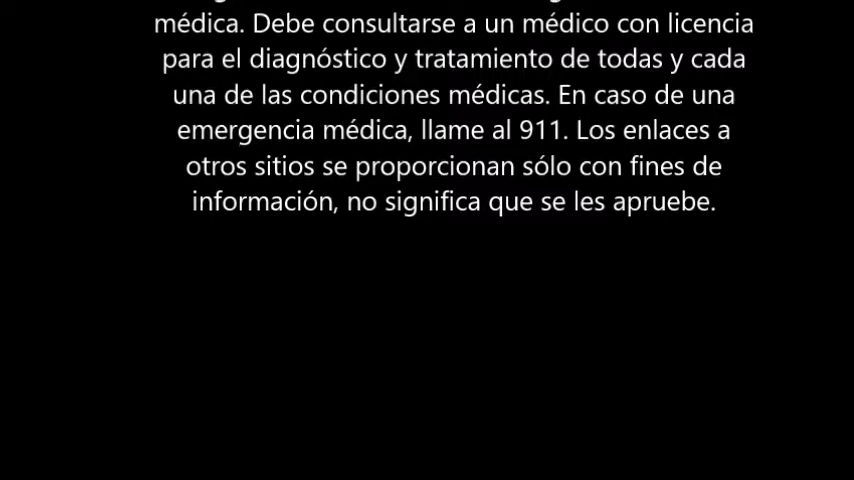 médica. Debe consultarse a un médico con licencia
para el diagnóstico y tratamiento de todas y cada
una de las condiciones médicas. En caso de una
emergencia médica, llame al 911. Los enlaces a
otros sitios se proporcionan sólo con fines de
información, no significa que se les apruebe.